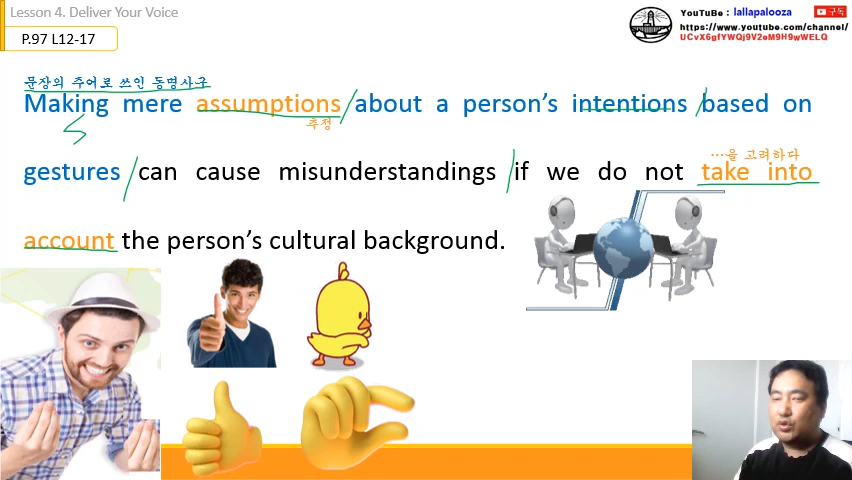 Lesson 4. Deliver Your Voice
P.97 L12-17
YouTuBe : lallapalooza
구독
https://www.youtube.com/channel/
UCvX6gfYWQj9V2eM9H9wWELQ
문장의 주어로 쓰인 동명사구
Making mere assumptions / about a person's intentions / based on
S
추정
…을 고려하다
gestures / can cause misunderstandings / if we do not take into
account the person's cultural background.